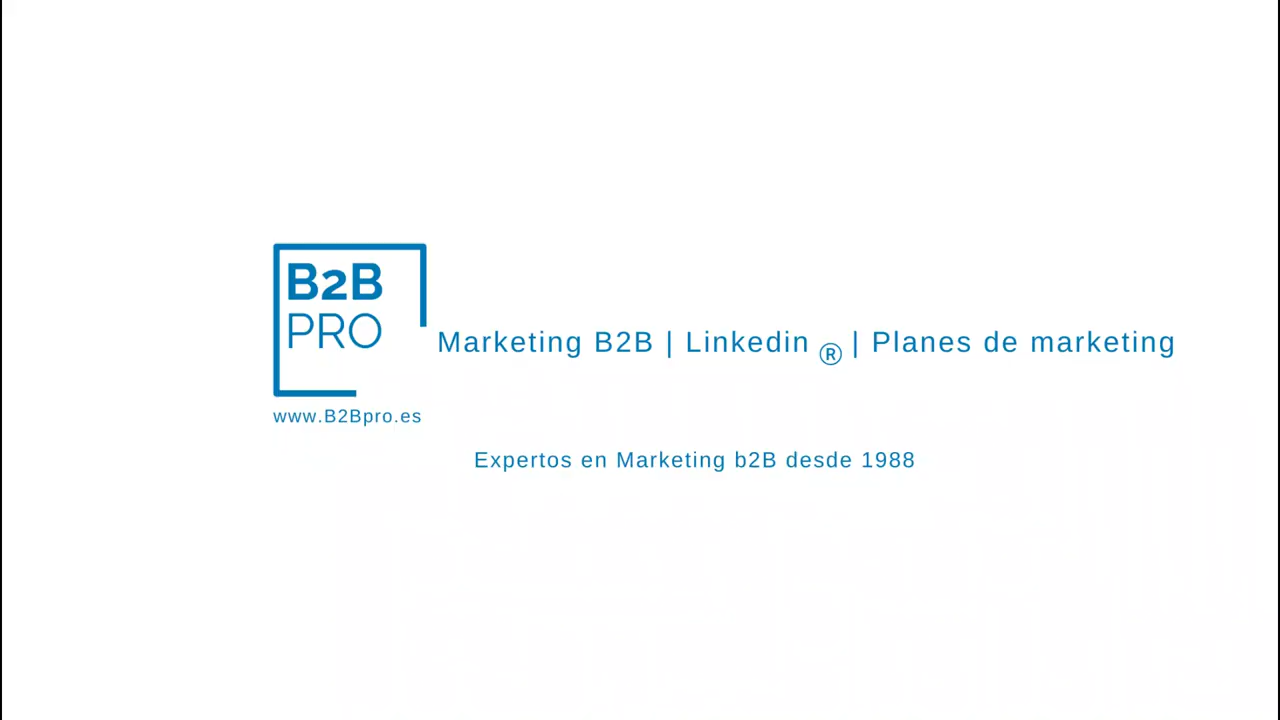 B2B
PRO
Marketing B2B | Linkedin ® | Planes de marketing
www.B2Bpro.es
Expertos en Marketing b2B desde 1988